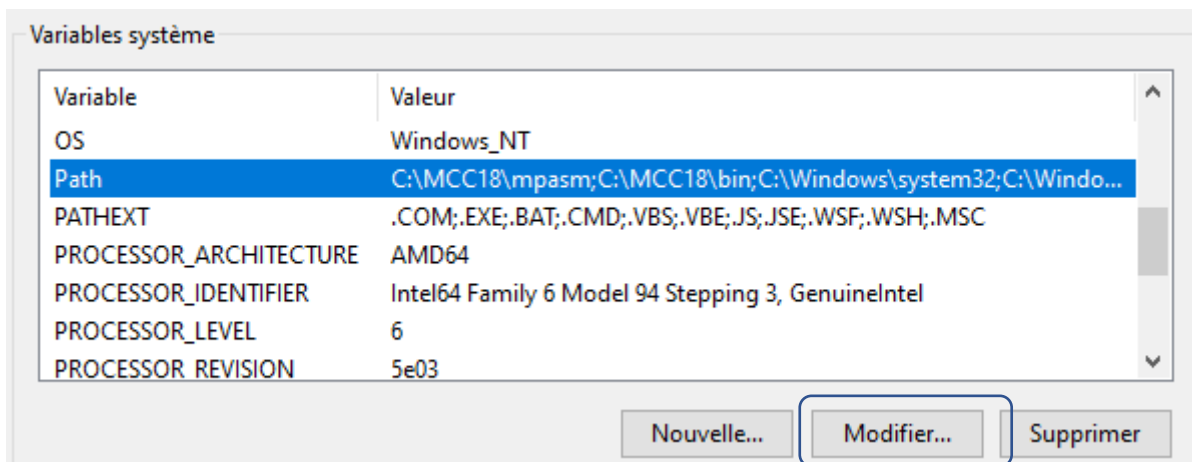 Variables système
Variable Valeur
OS Windows_NT
Path C:\MCC18\mpasm;C:\MCC18\bin;C:\Windows\system32;C:\Windo...
PATHEXT .COM;.EXE;.BAT;.CMD;.VBS;.VBE;.JS;.JSE;.WSF;.WSH;.MSC
PROCESSOR_ARCHITECTURE AMD64
PROCESSOR_IDENTIFIER Intel64 Family 6 Model 94 Stepping 3, GenuineIntel
PROCESSOR_LEVEL 6
PROCESSOR_REVISION 5e03
Nouvelle... Modifier... Supprimer